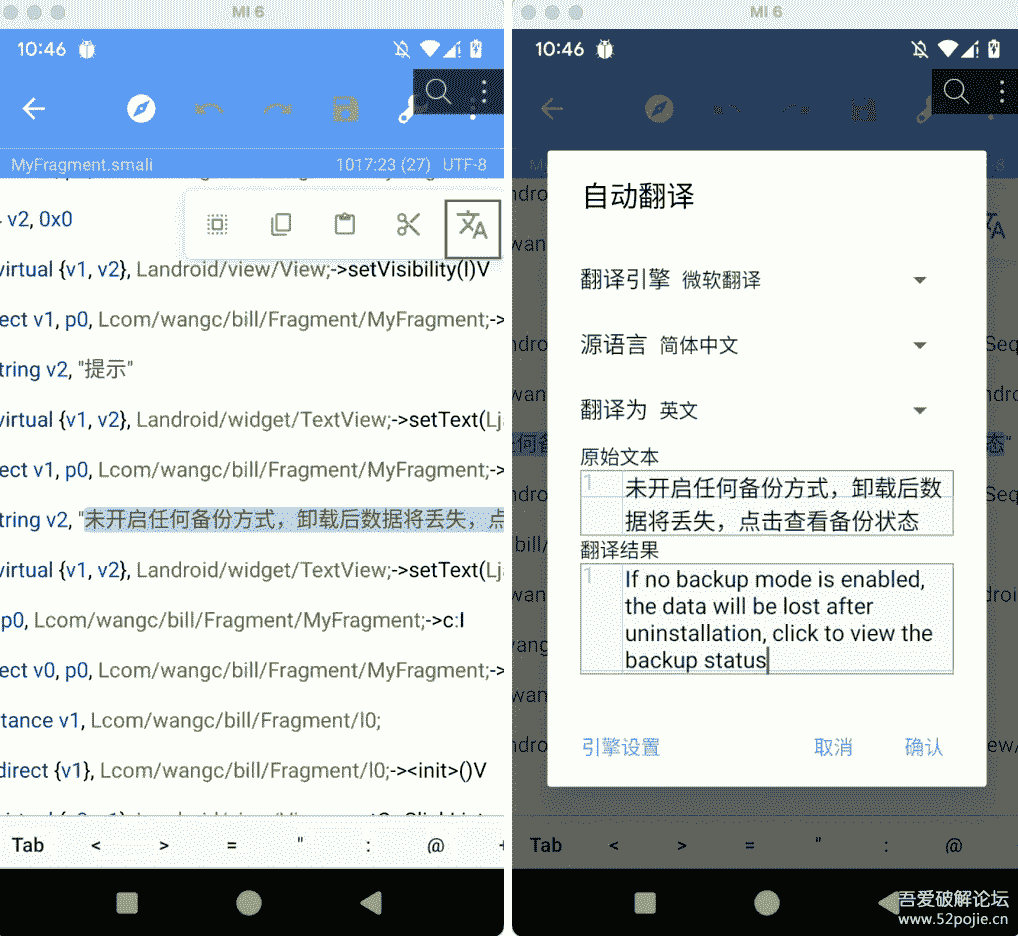 MI 6
10:46
MyFragment.smali 1017:23 (27) UTF-8
v2, 0x0
virtual {v1, v2}, Landroid/view/View;->setVisibility(I)V
ect v1, p0, Lcom/wangc/bill/Fragment/MyFragment;->
tring v2, "提示"
virtual {v1, v2}, Landroid/widget/TextView;->setText(Lj
ect v1, p0, Lcom/wangc/bill/Fragment/MyFragment;->
tring v2, "未开启任何备份方式，卸载后数据将丢失，点
virtual {v1, v2}, Landroid/widget/TextView;->setText(Lj
p0, Lcom/wangc/bill/Fragment/MyFragment;->c:I
ect v0, p0, Lcom/wangc/bill/Fragment/MyFragment;->
tance v1, Lcom/wangc/bill/Fragment/l0;
direct {v1}, Lcom/wangc/bill/Fragment/l0;-><init>()V
Tab < > = " : @
MI 6
10:46
自动翻译
翻译引擎 微软翻译
源语言 简体中文
翻译为 英文
原始文本
1 未开启任何备份方式，卸载后数
据将丢失，点击查看备份状态
翻译结果
1 If no backup mode is enabled,
the data will be lost after
uninstallation, click to view the
backup status
引擎设置 取消 确认
Tab < > = " : @
吾爱破解论坛
www.52pojie.cn